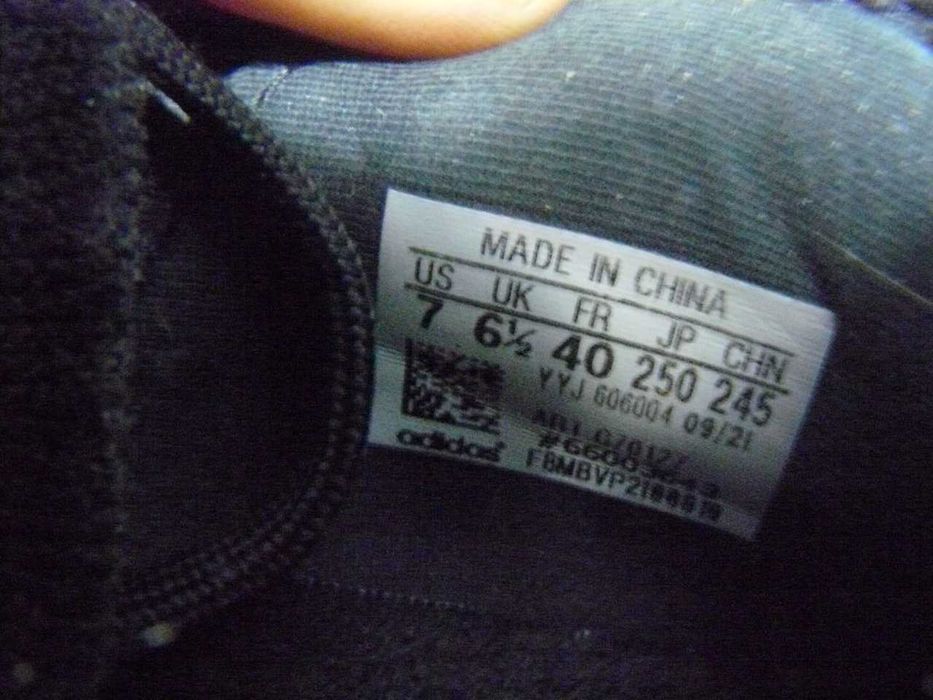 MADE IN CHINA
US UK FR JP CHN
7 6½ 40 250 245
YYJ 606004 09/21
adidas